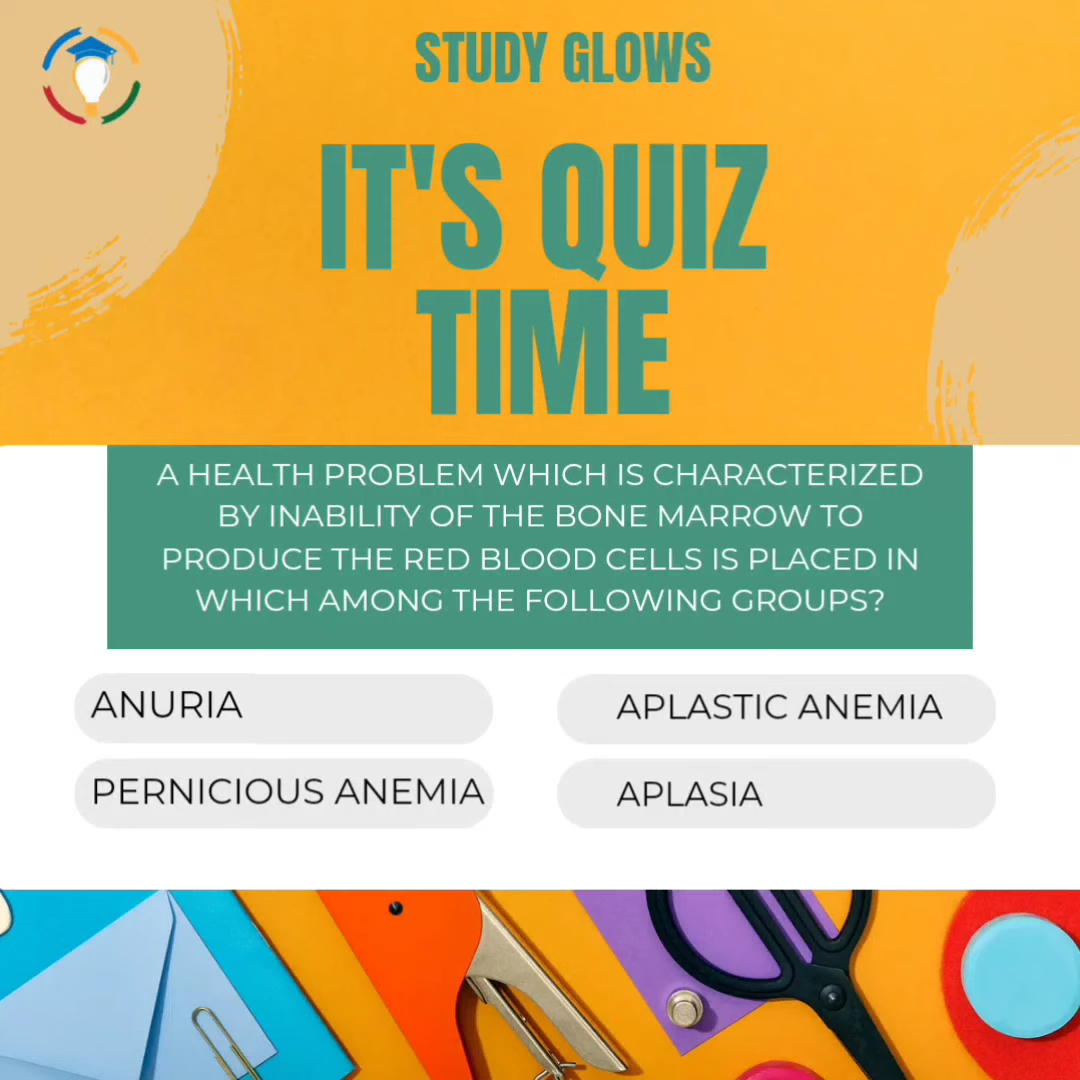 STUDY GLOWS
IT'S QUIZ
TIME
A HEALTH PROBLEM WHICH IS CHARACTERIZED
BY INABILITY OF THE BONE MARROW TO
PRODUCE THE RED BLOOD CELLS IS PLACED IN
WHICH AMONG THE FOLLOWING GROUPS?
ANURIA
APLASTIC ANEMIA
PERNICIOUS ANEMIA
APLASIA